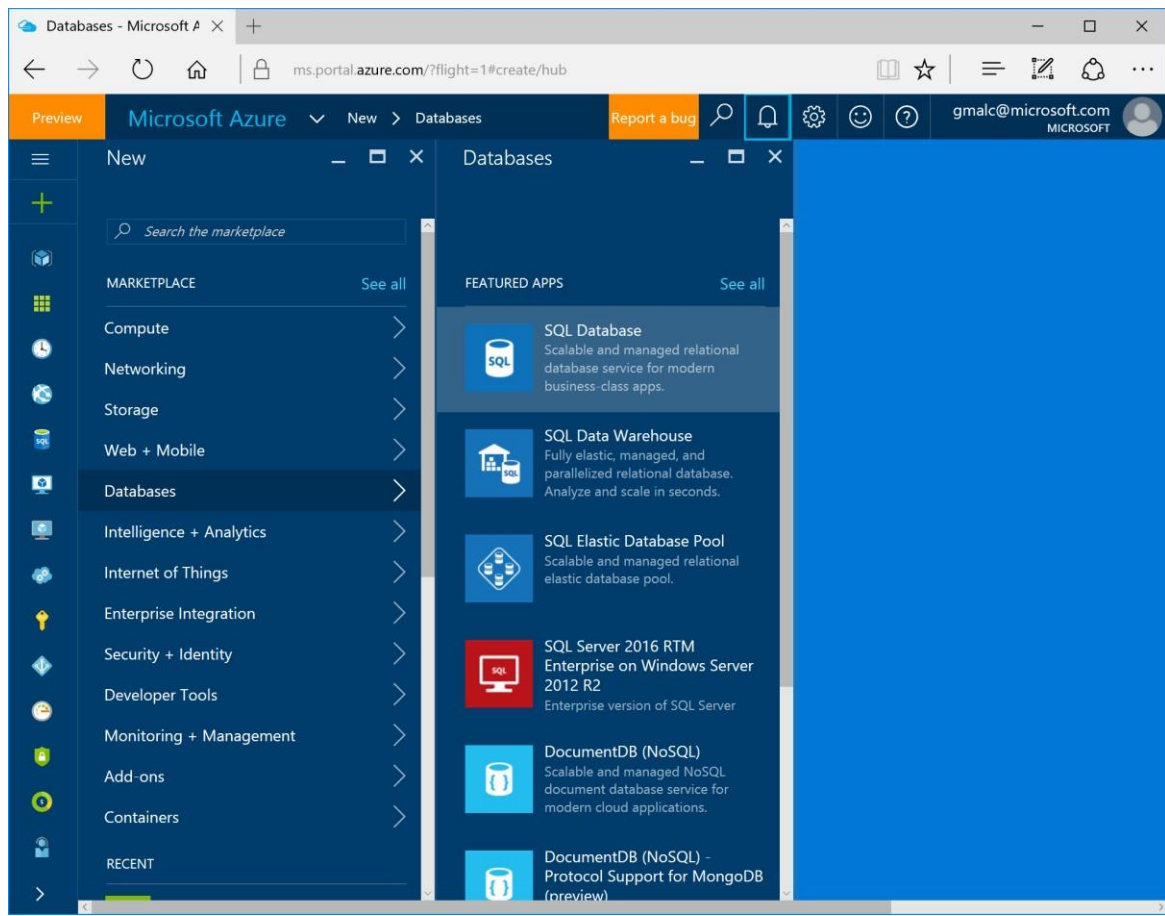 Databases - Microsoft A
ms.portal.azure.com/?flight=1#create/hub
Preview
Microsoft Azure
New > Databases
Report a bug
gmalc@microsoft.com
MICROSOFT
New
Search the marketplace
MARKETPLACE
See all
Compute
Networking
Storage
Web + Mobile
Databases
Intelligence + Analytics
Internet of Things
Enterprise Integration
Security + Identity
Developer Tools
Monitoring + Management
Add-ons
Containers
RECENT
Databases
FEATURED APPS
See all
SQL
SQL Database
Scalable and managed relational
database service for modern
business-class apps.
SQL
SQL Data Warehouse
Fully elastic, managed, and
parallelized relational database.
Analyze and scale in seconds.
SQL Elastic Database Pool
Scalable and managed relational
elastic database pool.
SQL
SQL Server 2016 RTM
Enterprise on Windows Server
2012 R2
Enterprise version of SQL Server
DocumentDB (NoSQL)
Scalable and managed NoSQL
document database service for
modern cloud applications.
DocumentDB (NoSQL) -
Protocol Support for MongoDB
(preview)